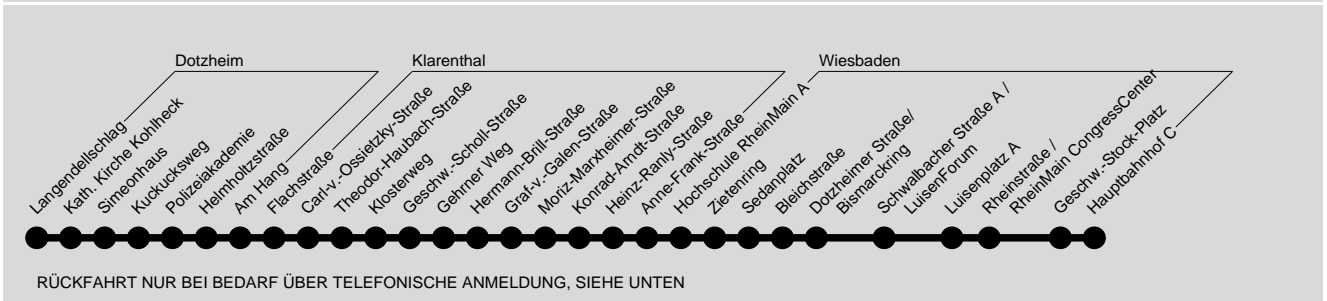 Dotzheim
Klarenthal
Wiesbaden
Langendellschlag
Kath. Kirche Kohlheck
Simeonhaus
Kuckucksweg
Polizeiakademie
Helmholtzstraße
Am Hang
Flachstraße
Carl-v.-Ossietzky-Straße
Theodor-Haubach-Straße
Klosterweg
Geschw.-Scholl-Straße
Gehrner Weg
Hermann-Brill-Straße
Graf-v.-Galen-Straße
Moriz-Marxheimer-Straße
Konrad-Arndt-Straße
Heinz-Ranly-Straße
Anne-Frank-Straße
Hochschule RheinMain A
Zietenring
Sedanplatz
Bleichstraße
Dotzheimer Straße/
Bismarckring
Schwalbacher Straße A /
LuisenForum
Luisenplatz A
Rheinstraße /
RheinMain CongressCenter
Geschw.-Stock-Platz
Hauptbahnhof C
RÜCKFAHRT NUR BEI BEDARF ÜBER TELEFONISCHE ANMELDUNG, SIEHE UNTEN